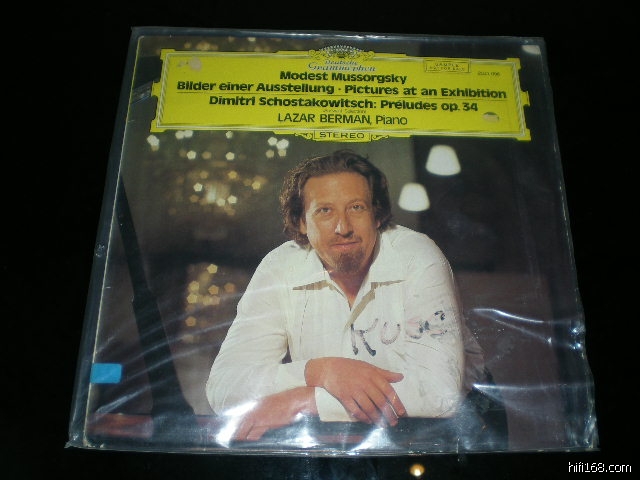 Deutsche
Grammophon
Modest Mussorgsky
Bilder einer Ausstellung · Pictures at an Exhibition
Dimitri Schostakowitsch: Préludes op. 34
LAZAR BERMAN, Piano
STEREO
KUSC
hifi168.com